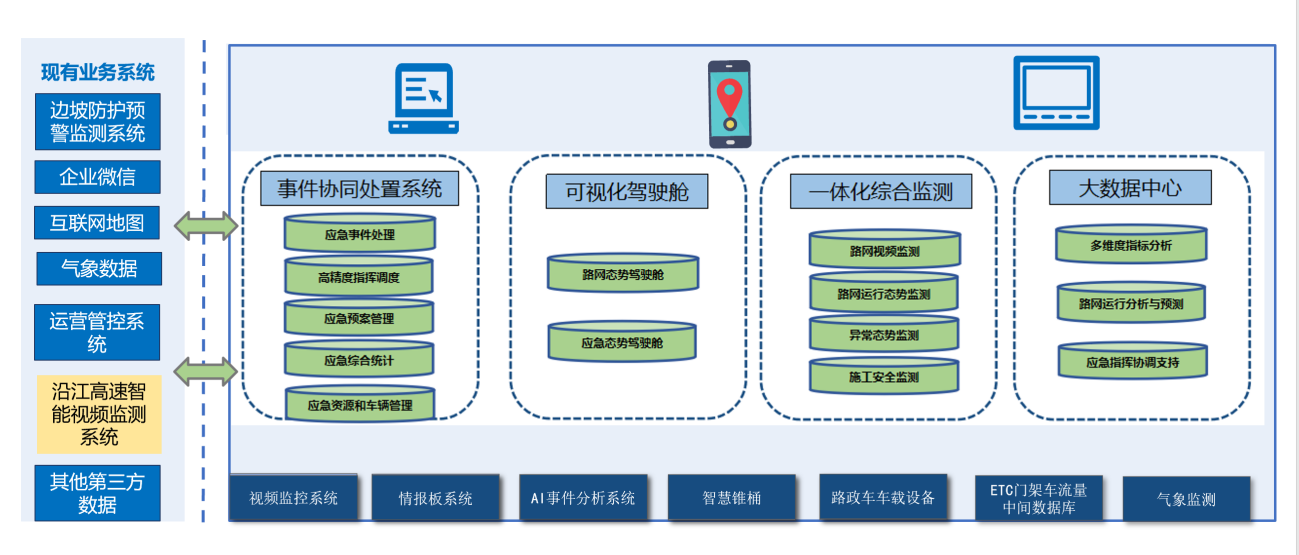 现有业务系统
边坡防护预
警监测系统
企业微信
互联网地图
气象数据
运营管控系
统
沿江高速智
能视频监测
系统
其他第三方
数据
事件协同处置系统
应急事件处理
高精度指挥调度
应急预案管理
应急综合统计
应急资源和车辆管理
可视化驾驶舱
路网态势驾驶舱
应急态势驾驶舱
一体化综合监测
路网视频监测
路网运行态势监测
异常态势监测
施工安全监测
大数据中心
多维度指标分析
路网运行分析与预测
应急指挥协调支持
视频监控系统
情报板系统
AI事件分析系统
智慧锥桶
路政车车载设备
ETC门架车流量
中间数据库
气象监测